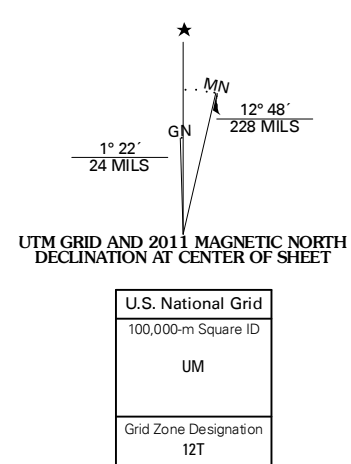 MN
12° 48´
228 MILS
GN
1° 22´
24 MILS
UTM GRID AND 2011 MAGNETIC NORTH
DECLINATION AT CENTER OF SHEET
U.S. National Grid
100,000-m Square ID
UM
Grid Zone Designation
12T